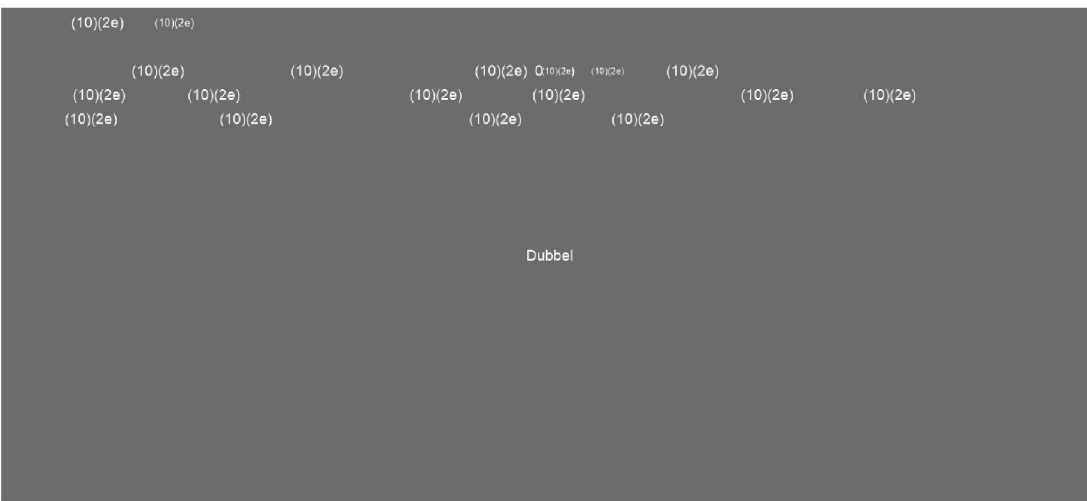 (10)(2e) (10)(2e)
(10)(2e) (10)(2e) (10)(2e) 0(10)(2e) (10)(2e) (10)(2e)
(10)(2e) (10)(2e) (10)(2e) (10)(2e) (10)(2e) (10)(2e)
(10)(2e) (10)(2e) (10)(2e) (10)(2e)
Dubbel